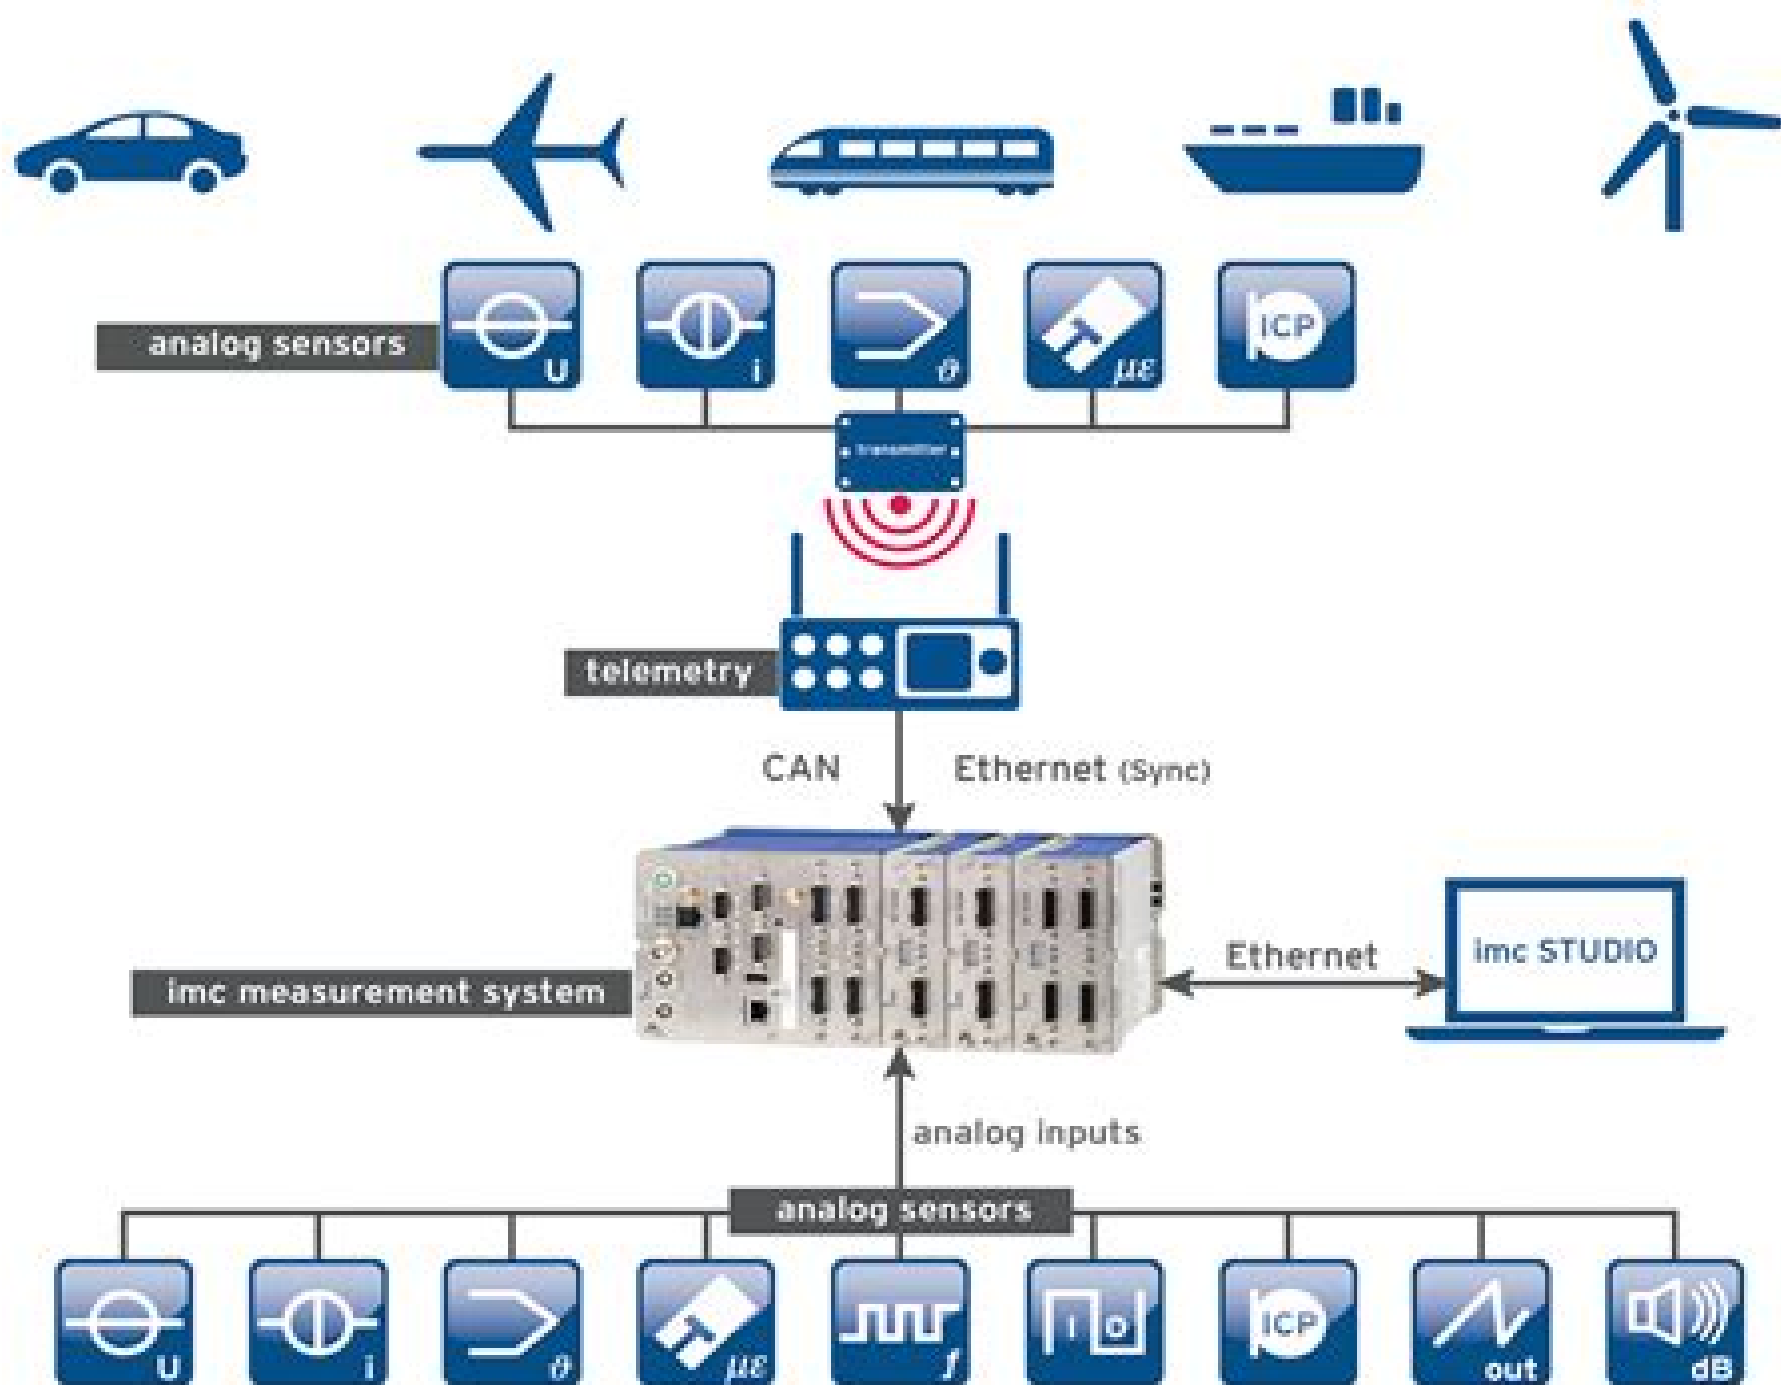 analog sensors
U
i
ϑ
µε
ICP
transmitter
telemetry
CAN
Ethernet (Sync)
imc measurement system
Ethernet
imc STUDIO
analog inputs
analog sensors
U
i
ϑ
µε
f
I O
ICP
out
dB